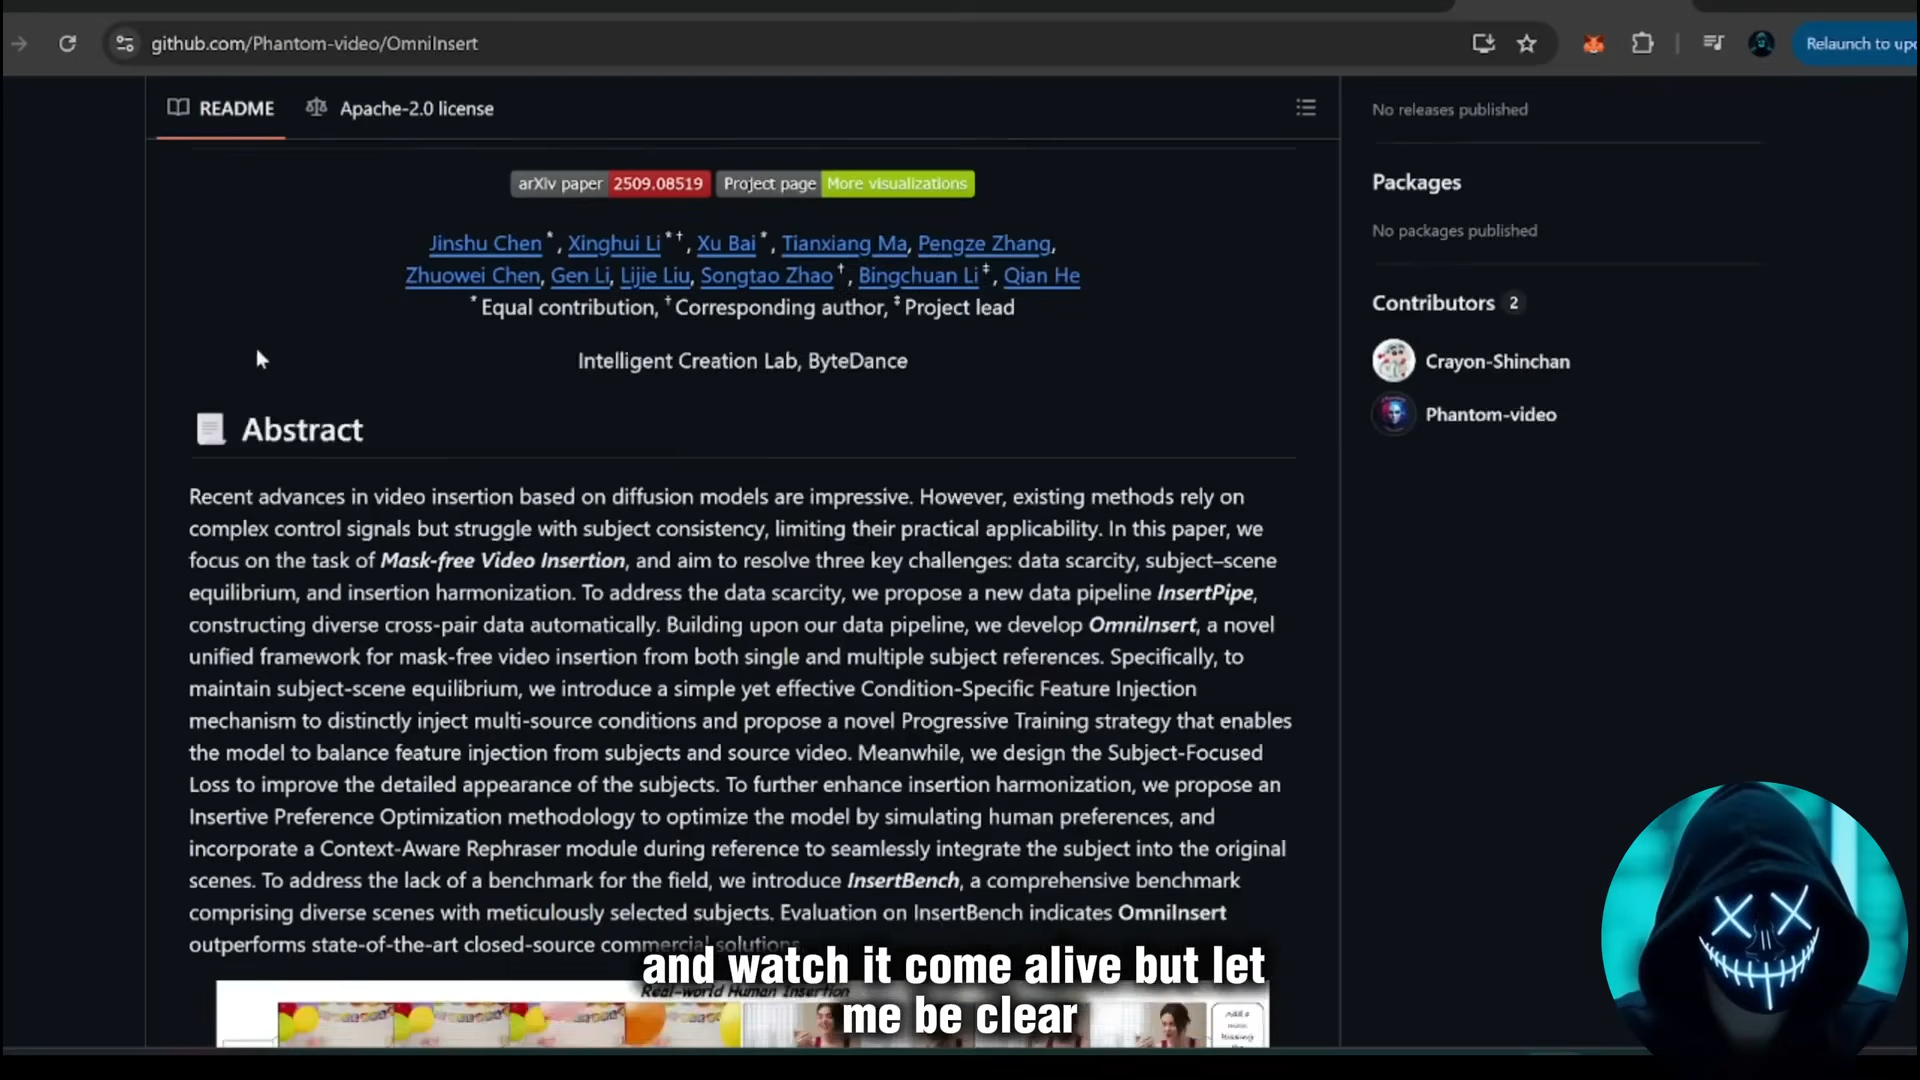 github.com/Phantom-video/OmniInsert
Relaunch to up
README
Apache-2.0 license
No releases published
arXiv paper 2509.08519 Project page More visualizations
Packages
No packages published
Jinshu Chen*, Xinghui Li*†, Xu Bai*, Tianxiang Ma, Pengze Zhang,
Zhuowei Chen, Gen Li, Lijie Liu, Songtao Zhao†, Bingchuan Li‡, Qian He
*Equal contribution, †Corresponding author, ‡Project lead
Intelligent Creation Lab, ByteDance
Contributors 2
Crayon-Shinchan
Phantom-video
Abstract
Recent advances in video insertion based on diffusion models are impressive. However, existing methods rely on
complex control signals but struggle with subject consistency, limiting their practical applicability. In this paper, we
focus on the task of Mask-free Video Insertion, and aim to resolve three key challenges: data scarcity, subject–scene
equilibrium, and insertion harmonization. To address the data scarcity, we propose a new data pipeline InsertPipe,
constructing diverse cross-pair data automatically. Building upon our data pipeline, we develop OmniInsert, a novel
unified framework for mask-free video insertion from both single and multiple subject references. Specifically, to
maintain subject-scene equilibrium, we introduce a simple yet effective Condition-Specific Feature Injection
mechanism to distinctly inject multi-source conditions and propose a novel Progressive Training strategy that enables
the model to balance feature injection from subjects and source video. Meanwhile, we design the Subject-Focused
Loss to improve the detailed appearance of the subjects. To further enhance insertion harmonization, we propose an
Insertive Preference Optimization methodology to optimize the model by simulating human preferences, and
incorporate a Context-Aware Rephraser module during reference to seamlessly integrate the subject into the original
scenes. To address the lack of a benchmark for the field, we introduce InsertBench, a comprehensive benchmark
comprising diverse scenes with meticulously selected subjects. Evaluation on InsertBench indicates OmniInsert
outperforms state-of-the-art closed-source commercial solutions.
and watch it come alive but let
me be clear
Real-world Human Insertion